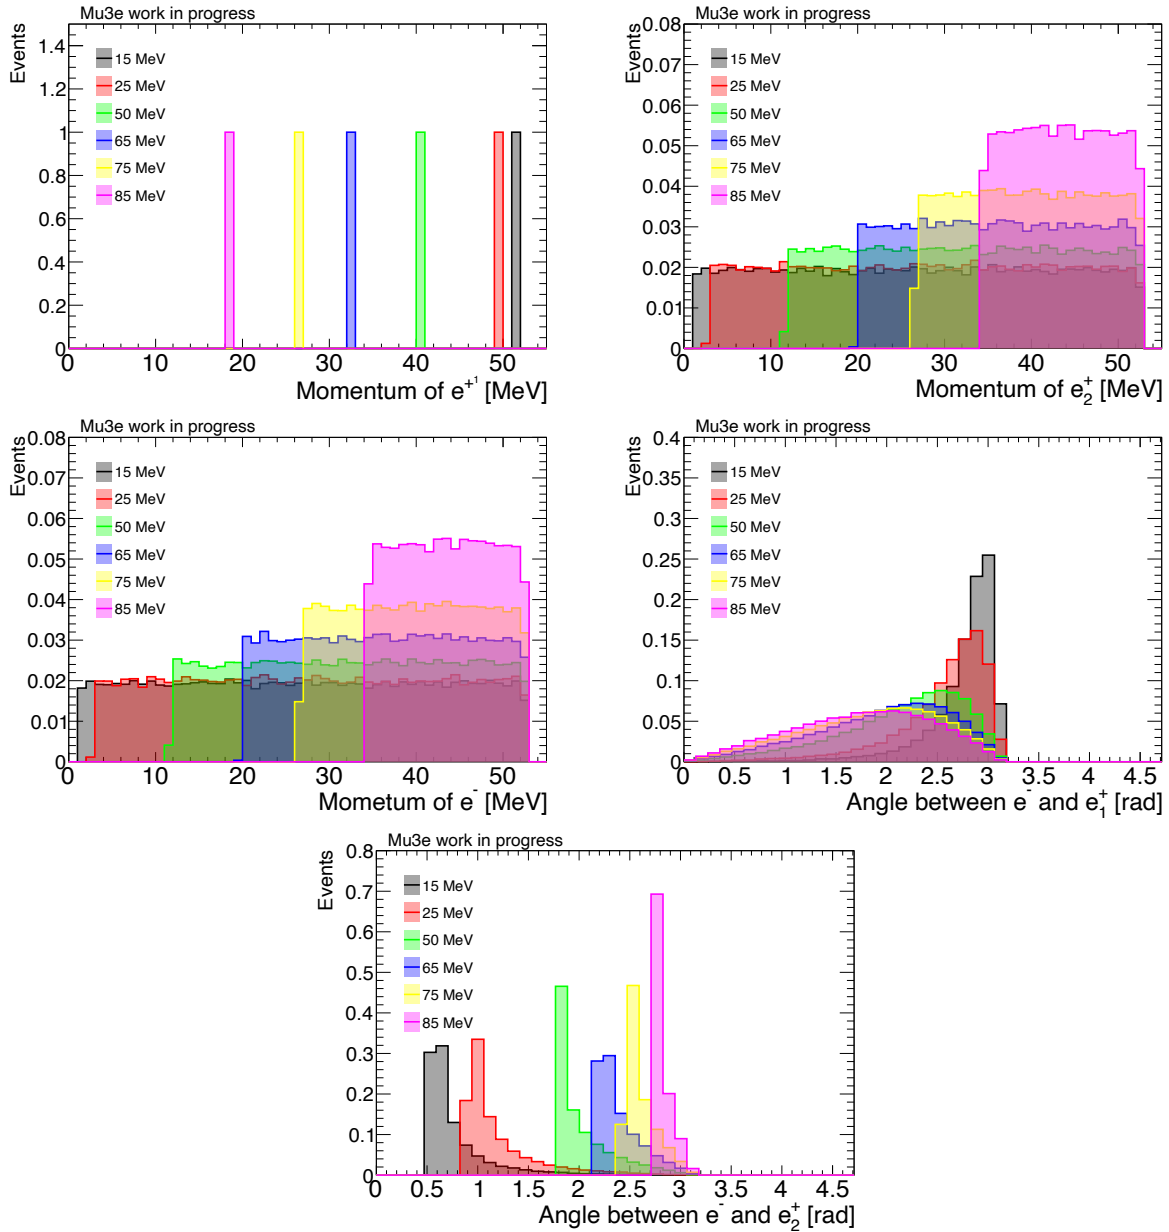 Mu3e work in progress
Events
1.4
1.2
1
0.8
0.6
0.4
0.2
0
15 MeV
25 MeV
50 MeV
65 MeV
75 MeV
85 MeV
0 10 20 30 40 50
Momentum of e⁺¹ [MeV]
Mu3e work in progress
Events
0.08
0.07
0.06
0.05
0.04
0.03
0.02
0.01
0
15 MeV
25 MeV
50 MeV
65 MeV
75 MeV
85 MeV
0 10 20 30 40 50
Momentum of e₂⁺ [MeV]
Mu3e work in progress
Events
0.08
0.07
0.06
0.05
0.04
0.03
0.02
0.01
0
15 MeV
25 MeV
50 MeV
65 MeV
75 MeV
85 MeV
0 10 20 30 40 50
Mometum of e⁻ [MeV]
Mu3e work in progress
Events
0.4
0.35
0.3
0.25
0.2
0.15
0.1
0.05
0
15 MeV
25 MeV
50 MeV
65 MeV
75 MeV
85 MeV
0 0.5 1 1.5 2 2.5 3 3.5 4 4.5
Angle between e⁻ and e₁⁺ [rad]
Mu3e work in progress
Events
0.8
0.7
0.6
0.5
0.4
0.3
0.2
0.1
0
15 MeV
25 MeV
50 MeV
65 MeV
75 MeV
85 MeV
0 0.5 1 1.5 2 2.5 3 3.5 4 4.5
Angle between e⁻ and e₂⁺ [rad]